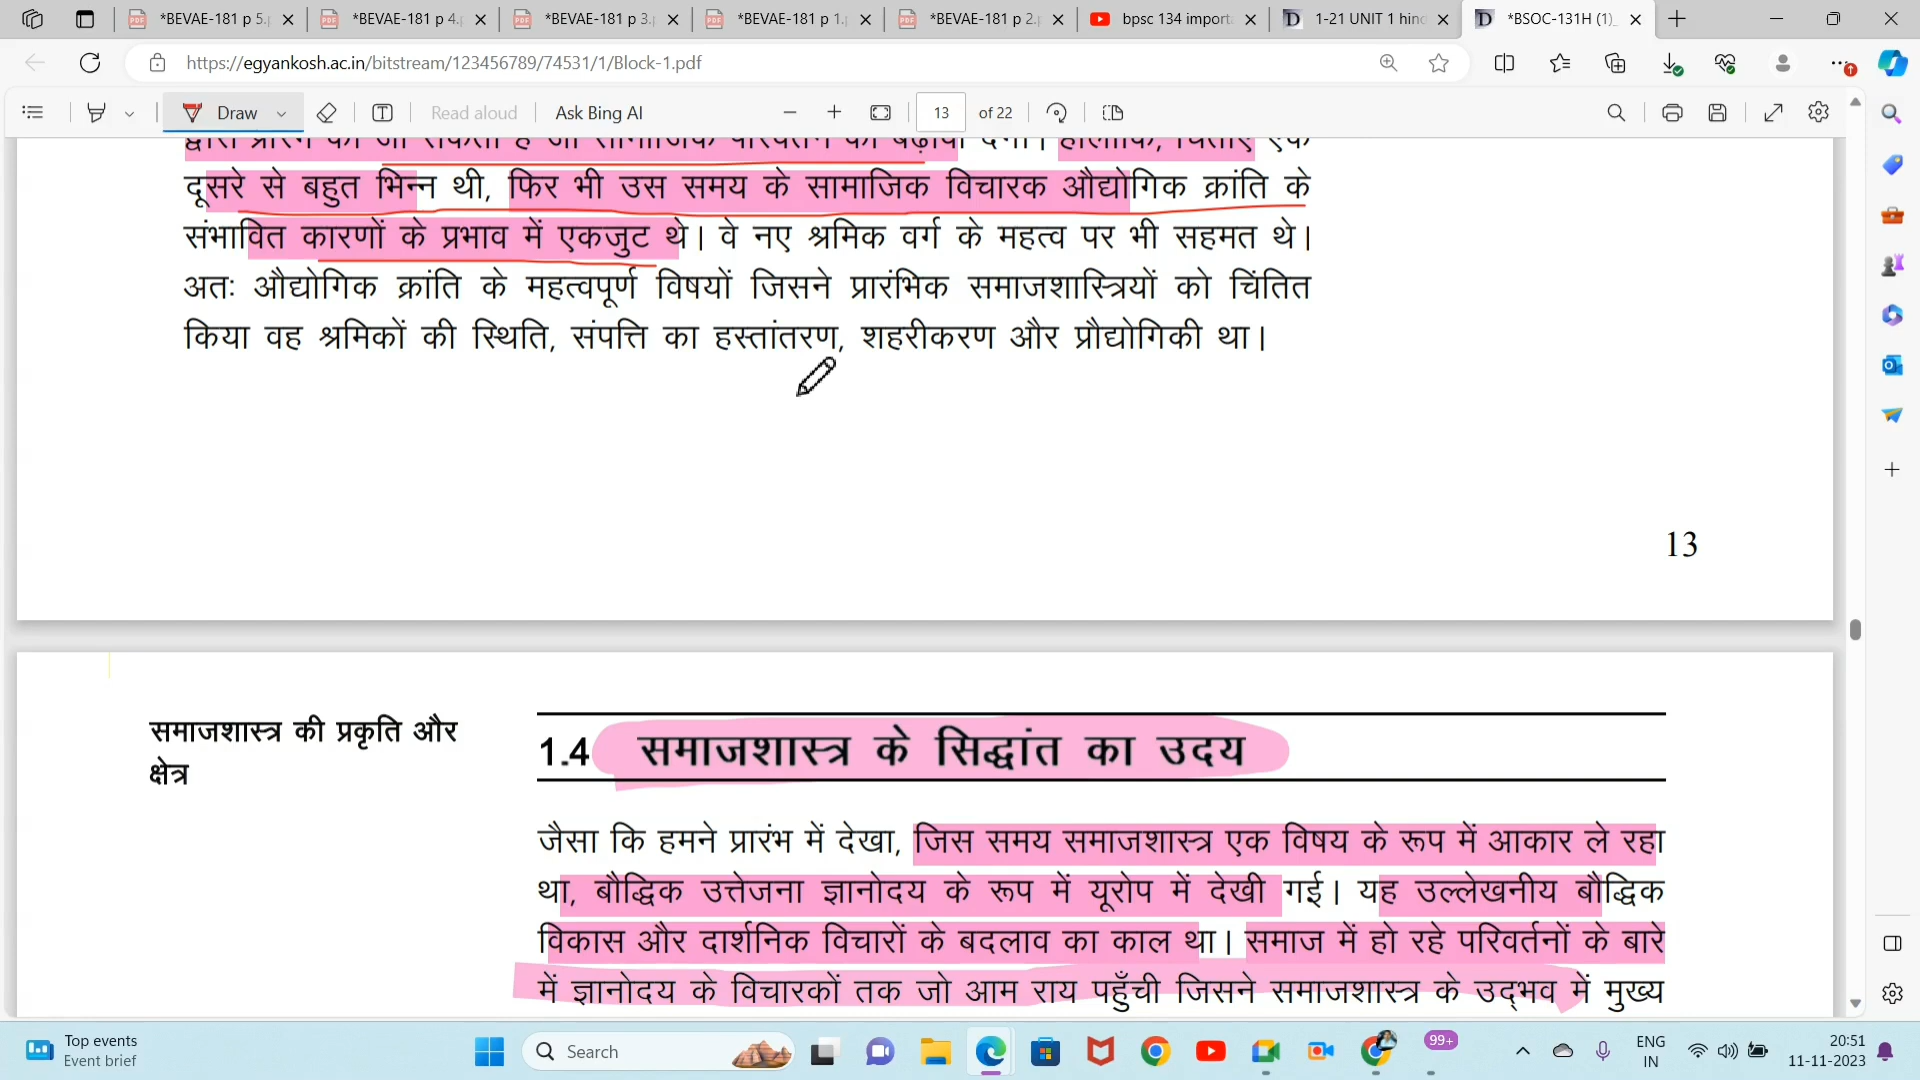 *BEVAE-181 p 5.
*BEVAE-181 p 4.
*BEVAE-181 p 3.
*BEVAE-181 p 1.
*BEVAE-181 p 2.
bpsc 134 import
1-21 UNIT 1 hin
*BSOC-131H (1)
https://egyankosh.ac.in/bitstream/123456789/74531/1/Block-1.pdf
Draw
Read aloud
Ask Bing AI
13
of 22
दूसरे से बहुत भिन्न थी, फिर भी उस समय के सामाजिक विचारक औद्योगिक क्रांति के
संभावित कारणों के प्रभाव में एकजुट थे। वे नए श्रमिक वर्ग के महत्व पर भी सहमत थे।
अतः औद्योगिक क्रांति के महत्वपूर्ण विषयों जिसने प्रारंभिक समाजशास्त्रियों को चिंतित
किया वह श्रमिकों की स्थिति, संपत्ति का हस्तांतरण, शहरीकरण और प्रौद्योगिकी था।
13
समाजशास्त्र की प्रकृति और
क्षेत्र
1.4 समाजशास्त्र के सिद्धांत का उदय
जैसा कि हमने प्रारंभ में देखा, जिस समय समाजशास्त्र एक विषय के रूप में आकार ले रहा
था, बौद्धिक उत्तेजना ज्ञानोदय के रूप में यूरोप में देखी गई। यह उल्लेखनीय बौद्धिक
विकास और दार्शनिक विचारों के बदलाव का काल था। समाज में हो रहे परिवर्तनों के बारे
में ज्ञानोदय के विचारकों तक जो आम राय पहुँची जिसने समाजशास्त्र के उद्भव में मुख्य
Top events
Event brief
Search
99+
ENG
IN
20:51
11-11-2023